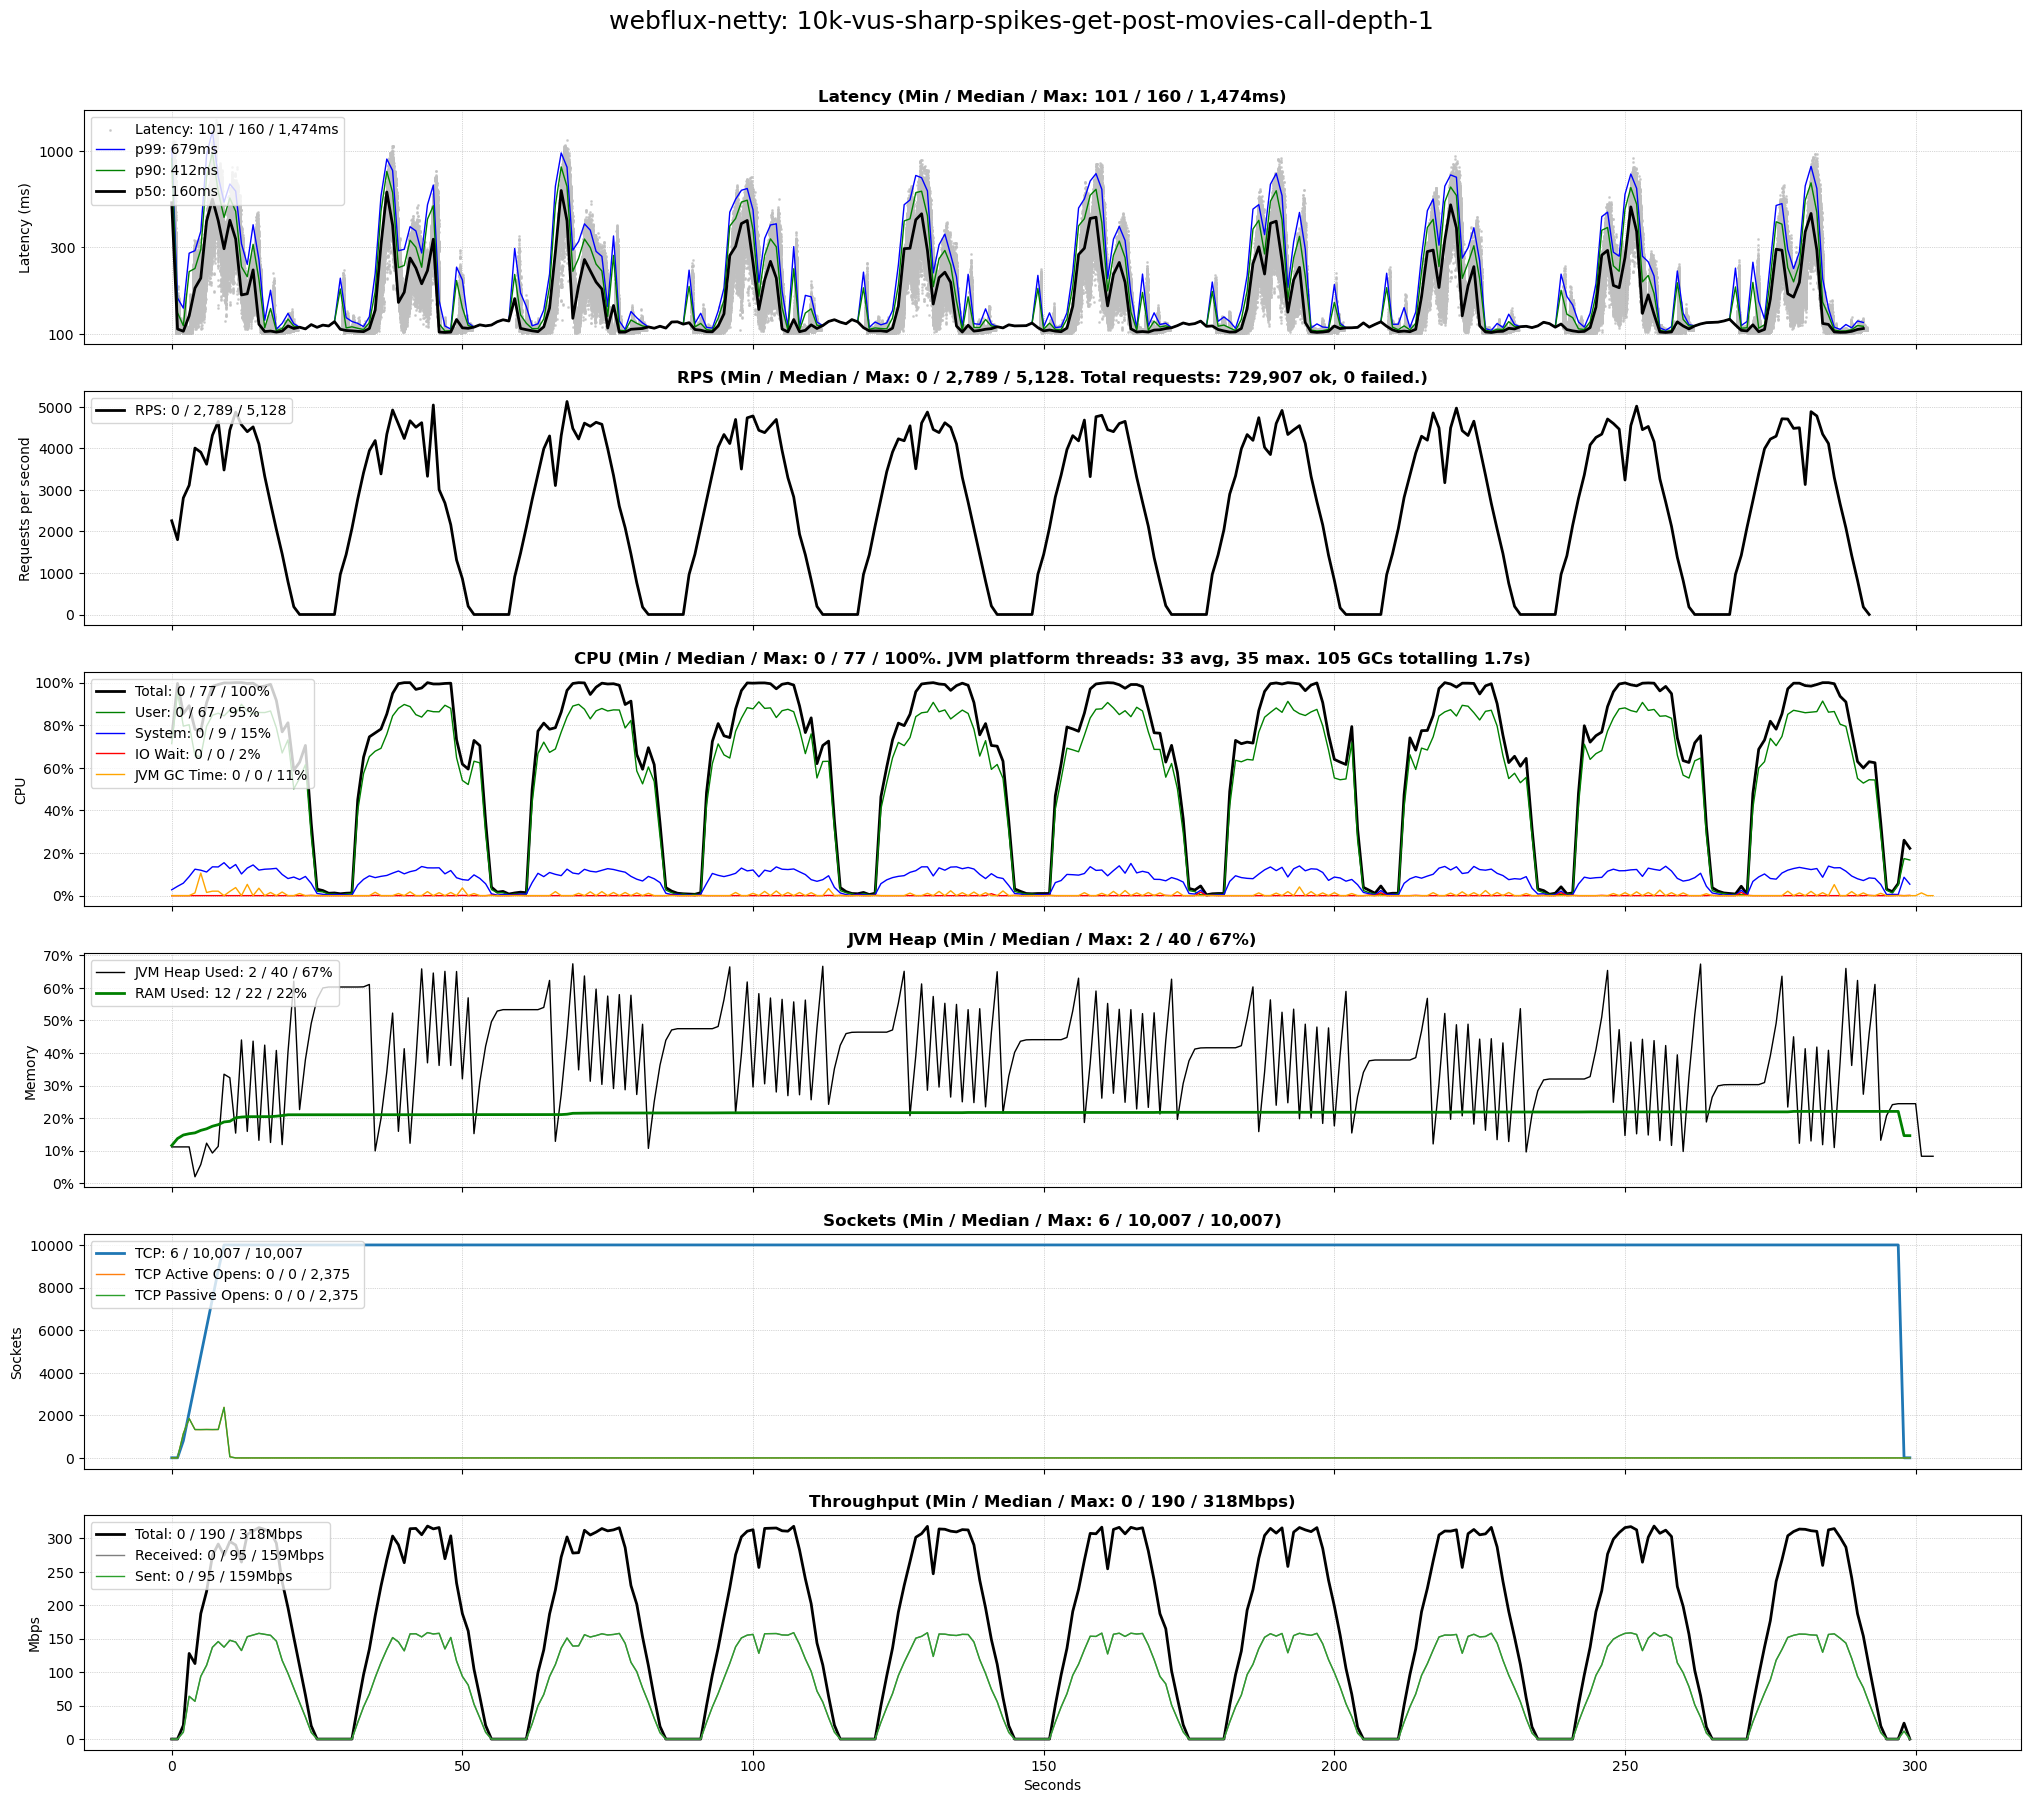 webflux-netty: 10k-vus-sharp-spikes-get-post-movies-call-depth-1
Latency (Min / Median / Max: 101 / 160 / 1,474ms)
Latency: 101 / 160 / 1,474ms
p99: 679ms
p90: 412ms
p50: 160ms
Latency (ms)
1000
300
100
RPS (Min / Median / Max: 0 / 2,789 / 5,128. Total requests: 729,907 ok, 0 failed.)
RPS: 0 / 2,789 / 5,128
Requests per second
5000
4000
3000
2000
1000
0
CPU (Min / Median / Max: 0 / 77 / 100%. JVM platform threads: 33 avg, 35 max. 105 GCs totalling 1.7s)
Total: 0 / 77 / 100%
User: 0 / 67 / 95%
System: 0 / 9 / 15%
IO Wait: 0 / 0 / 2%
JVM GC Time: 0 / 0 / 11%
CPU
100%
80%
60%
40%
20%
0%
JVM Heap (Min / Median / Max: 2 / 40 / 67%)
JVM Heap Used: 2 / 40 / 67%
RAM Used: 12 / 22 / 22%
Memory
70%
60%
50%
40%
30%
20%
10%
0%
Sockets (Min / Median / Max: 6 / 10,007 / 10,007)
TCP: 6 / 10,007 / 10,007
TCP Active Opens: 0 / 0 / 2,375
TCP Passive Opens: 0 / 0 / 2,375
Sockets
10000
8000
6000
4000
2000
0
Throughput (Min / Median / Max: 0 / 190 / 318Mbps)
Total: 0 / 190 / 318Mbps
Received: 0 / 95 / 159Mbps
Sent: 0 / 95 / 159Mbps
Mbps
300
250
200
150
100
50
0
0 50 100 150 200 250 300
Seconds